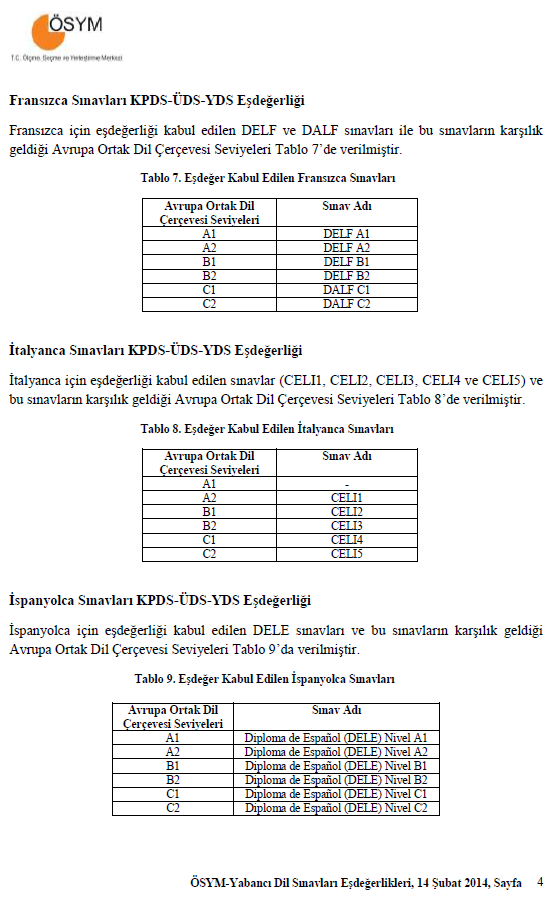 ÖSYM
T.C. Ölçme, Seçme ve Yerleştirme Merkezi
Fransızca Sınavları KPDS-ÜDS-YDS Eşdeğerliği
Fransızca için eşdeğerliği kabul edilen DELF ve DALF sınavları ile bu sınavların karşılık
geldiği Avrupa Ortak Dil Çerçevesi Seviyeleri Tablo 7’de verilmiştir.
Tablo 7. Eşdeğer Kabul Edilen Fransızca Sınavları
Avrupa Ortak Dil Çerçevesi Seviyeleri Sınav Adı
A1 DELF A1
A2 DELF A2
B1 DELF B1
B2 DELF B2
C1 DALF C1
C2 DALF C2
İtalyanca Sınavları KPDS-ÜDS-YDS Eşdeğerliği
İtalyanca için eşdeğerliği kabul edilen sınavlar (CELI1, CELI2, CELI3, CELI4 ve CELI5) ve
bu sınavların karşılık geldiği Avrupa Ortak Dil Çerçevesi Seviyeleri Tablo 8’de verilmiştir.
Tablo 8. Eşdeğer Kabul Edilen İtalyanca Sınavları
Avrupa Ortak Dil Çerçevesi Seviyeleri Sınav Adı
A1 -
A2 CELI1
B1 CELI2
B2 CELI3
C1 CELI4
C2 CELI5
İspanyolca Sınavları KPDS-ÜDS-YDS Eşdeğerliği
İspanyolca için eşdeğerliği kabul edilen DELE sınavları ve bu sınavların karşılık geldiği
Avrupa Ortak Dil Çerçevesi Seviyeleri Tablo 9’da verilmiştir.
Tablo 9. Eşdeğer Kabul Edilen İspanyolca Sınavları
Avrupa Ortak Dil Çerçevesi Seviyeleri Sınav Adı
A1 Diploma de Español (DELE) Nivel A1
A2 Diploma de Español (DELE) Nivel A2
B1 Diploma de Español (DELE) Nivel B1
B2 Diploma de Español (DELE) Nivel B2
C1 Diploma de Español (DELE) Nivel C1
C2 Diploma de Español (DELE) Nivel C2
ÖSYM-Yabancı Dil Sınavları Eşdeğerlikleri, 14 Şubat 2014, Sayfa 4